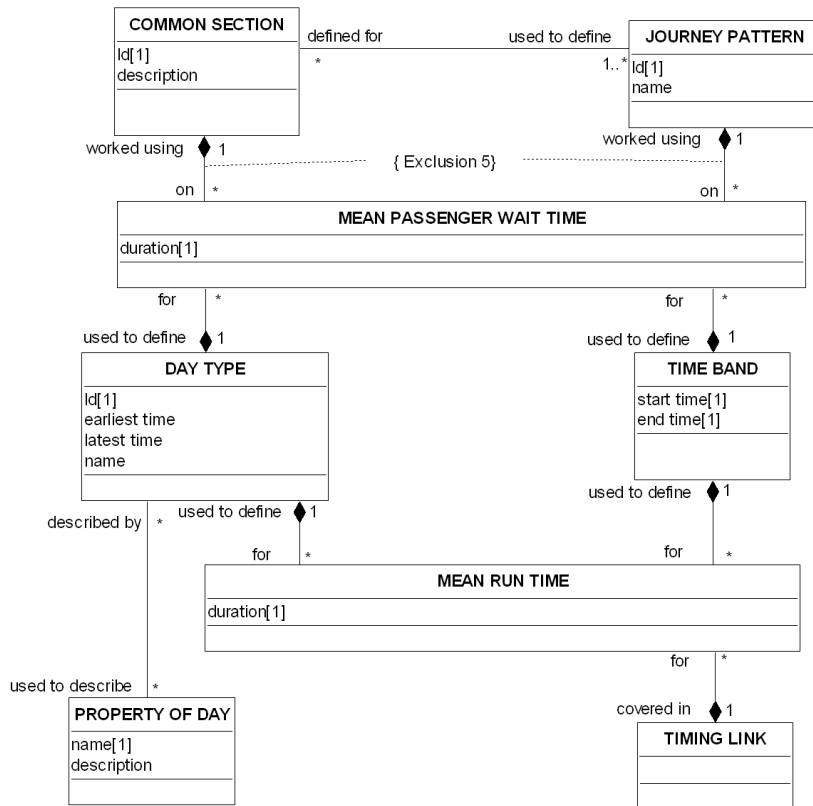 COMMON SECTION
Id[1]
description
defined for
*
used to define
1..*
JOURNEY PATTERN
Id[1]
name
worked using 1
worked using 1
{ Exclusion 5}
on *
on *
MEAN PASSENGER WAIT TIME
duration[1]
for *
for *
used to define 1
used to define 1
DAY TYPE
Id[1]
earliest time
latest time
name
TIME BAND
start time[1]
end time[1]
described by *
used to define 1
used to define 1
for *
for *
MEAN RUN TIME
duration[1]
for *
used to describe *
covered in 1
PROPERTY OF DAY
name[1]
description
TIMING LINK